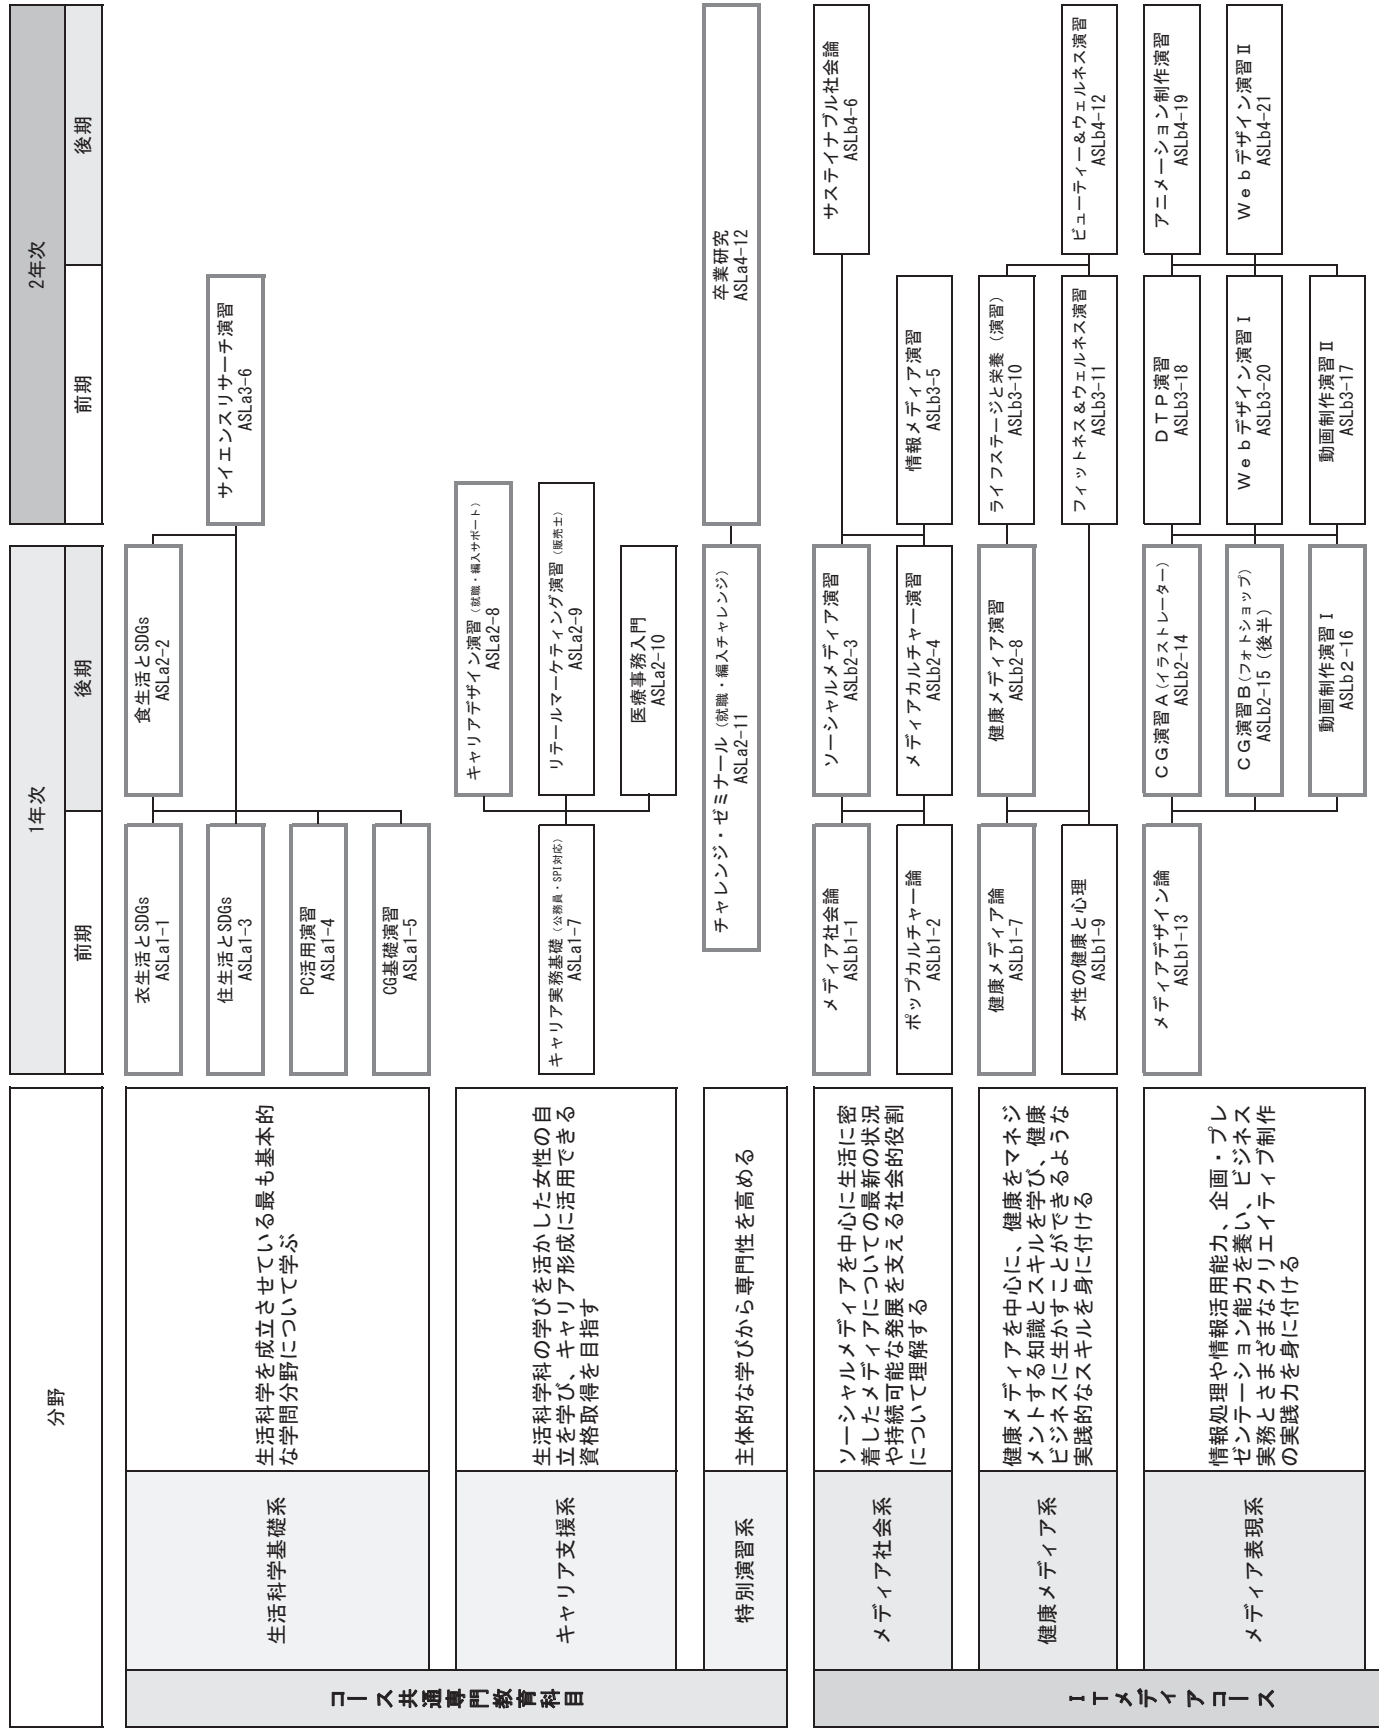 分野
1年次
2年次
前期
後期
前期
後期
コース共通専門教育科目
生活科学基礎系
生活科学を成立させている最も基本的
な学問分野について学ぶ
衣生活とSDGs
ASLa1-1
食生活とSDGs
ASLa2-2
住生活とSDGs
ASLa1-3
サイエンスリサーチ演習
ASLa3-6
PC活用演習
ASLa1-4
CG基礎演習
ASLa1-5
キャリア支援系
生活科学科の学びを活かした女性の自
立を学び、キャリア形成に活用できる
資格取得を目指す
キャリアデザイン演習（就職・編入サポート）
ASLa2-8
キャリア実務基礎（公務員・SPI対応）
ASLa1-7
リテールマーケティング演習（販売士）
ASLa2-9
医療事務入門
ASLa2-10
特別演習系
主体的な学びから専門性を高める
チャレンジ・ゼミナール（就職・編入チャレンジ）
ASLa2-11
卒業研究
ASLa4-12
ITメディアコース
メディア社会系
ソーシャルメディアを中心に生活に密
着したメディアについての最新の状況
や持続可能な発展を支える社会的役割
について理解する
メディア社会論
ASLb1-1
ソーシャルメディア演習
ASLb2-3
サステイナブル社会論
ASLb4-6
ポップカルチャー論
ASLb1-2
メディアカルチャー演習
ASLb2-4
情報メディア演習
ASLb3-5
健康メディア系
健康メディアを中心に、健康をマネジ
メントする知識とスキルを学び、健康
ビジネスに生かすことができるような
実践的なスキルを身に付ける
健康メディア論
ASLb1-7
健康メディア演習
ASLb2-8
ライフステージと栄養（演習）
ASLb3-10
女性の健康と心理
ASLb1-9
フィットネス&ウェルネス演習
ASLb3-11
ビューティー&ウェルネス演習
ASLb4-12
メディア表現系
情報処理や情報活用能力、企画・プレ
ゼンテーション能力を養い、ビジネス
実務とさまざまなクリエイティブ制作
の実践力を身に付ける
メディアデザイン論
ASLb1-13
CG演習A（イラストレーター）
ASLb2-14
DTP演習
ASLb3-18
アニメーション制作演習
ASLb4-19
CG演習B（フォトショップ）
ASLb2-15（後半）
Webデザイン演習Ⅰ
ASLb3-20
Webデザイン演習Ⅱ
ASLb4-21
動画制作演習Ⅰ
ASLb2-16
動画制作演習Ⅱ
ASLb3-17